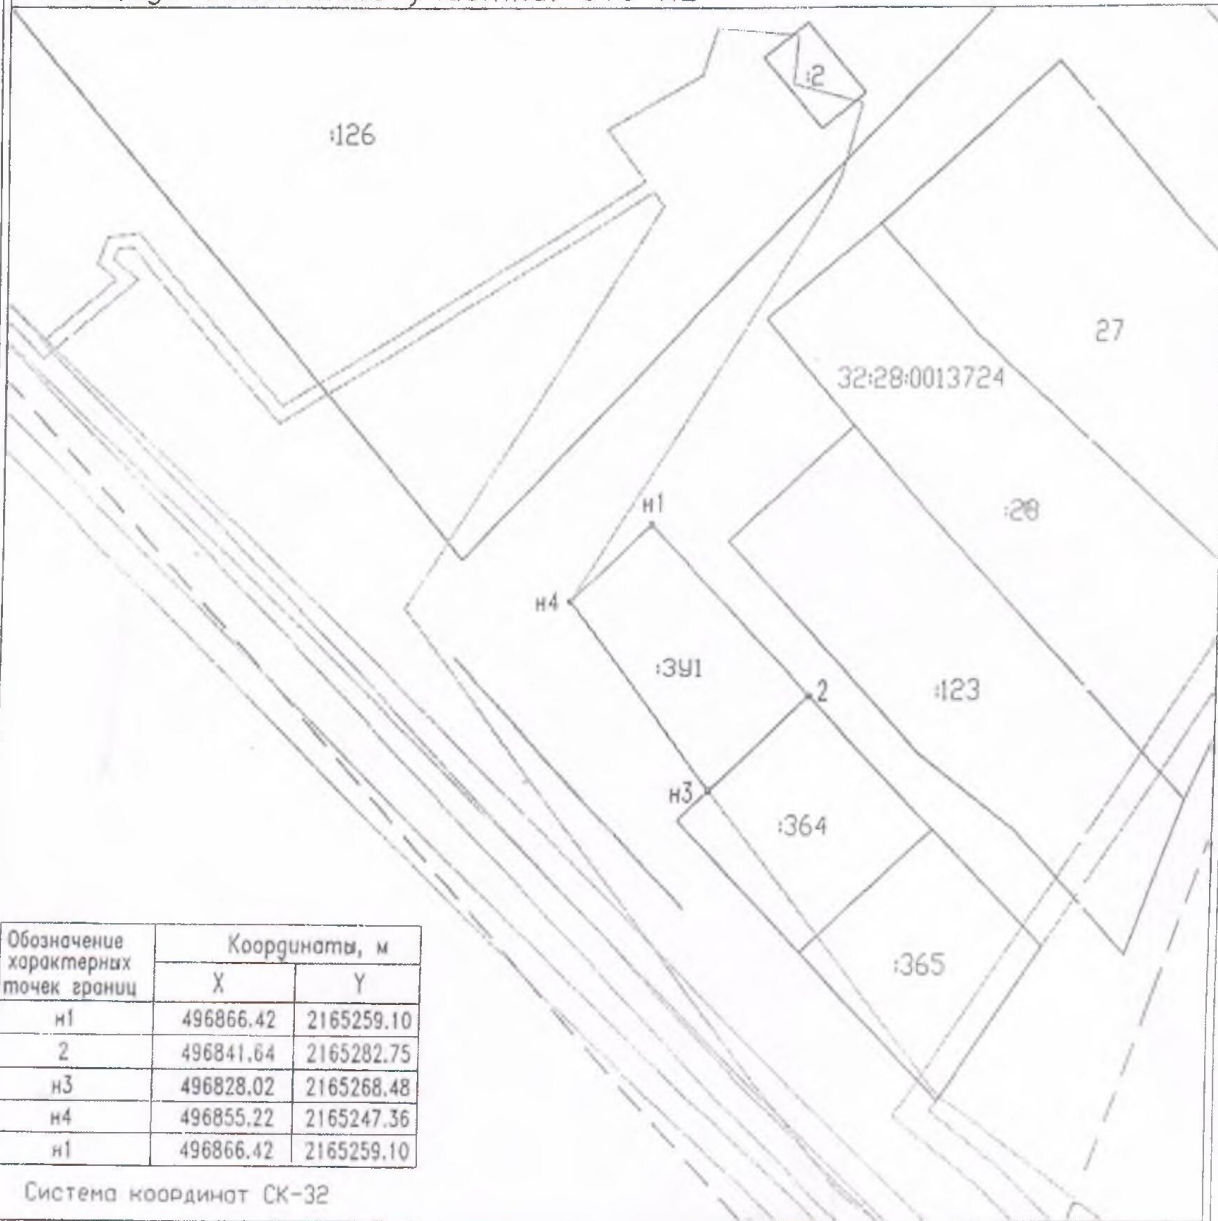 :2
:126
27
32:28:0013724
:28
н1
н4
:ЗУ1
2
:123
н3
:364
:365
Обозначение характерных точек границ
Координаты, м
X Y
н1 496866.42 2165259.10
2 496841.64 2165282.75
н3 496828.02 2165268.48
н4 496855.22 2165247.36
н1 496866.42 2165259.10
Система координат СК-32